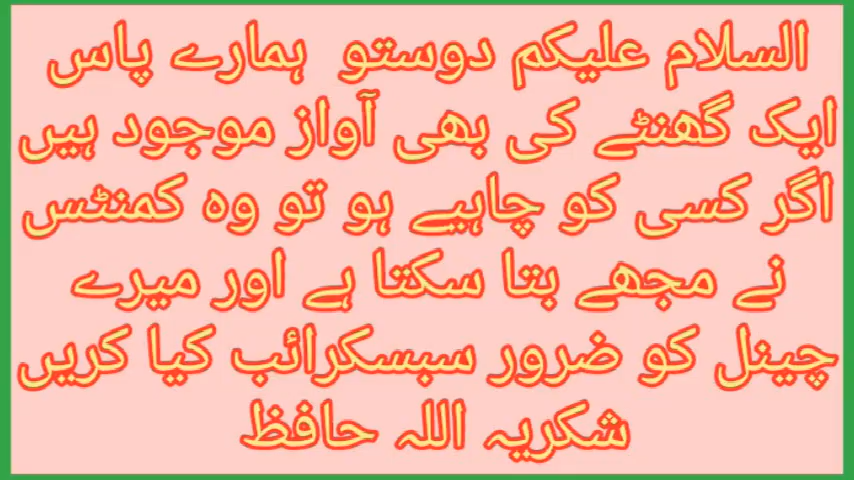 السلام علیکم دوستو ہمارے پاس
ایک گھنٹے کی بھی آواز موجود ہیں
اگر کسی کو چاہیے ہو تو وہ کمنٹس
نے مجھے بتا سکتا ہے اور میرے
چینل کو ضرور سبسکرائب کیا کریں
شکریہ اللہ حافظ